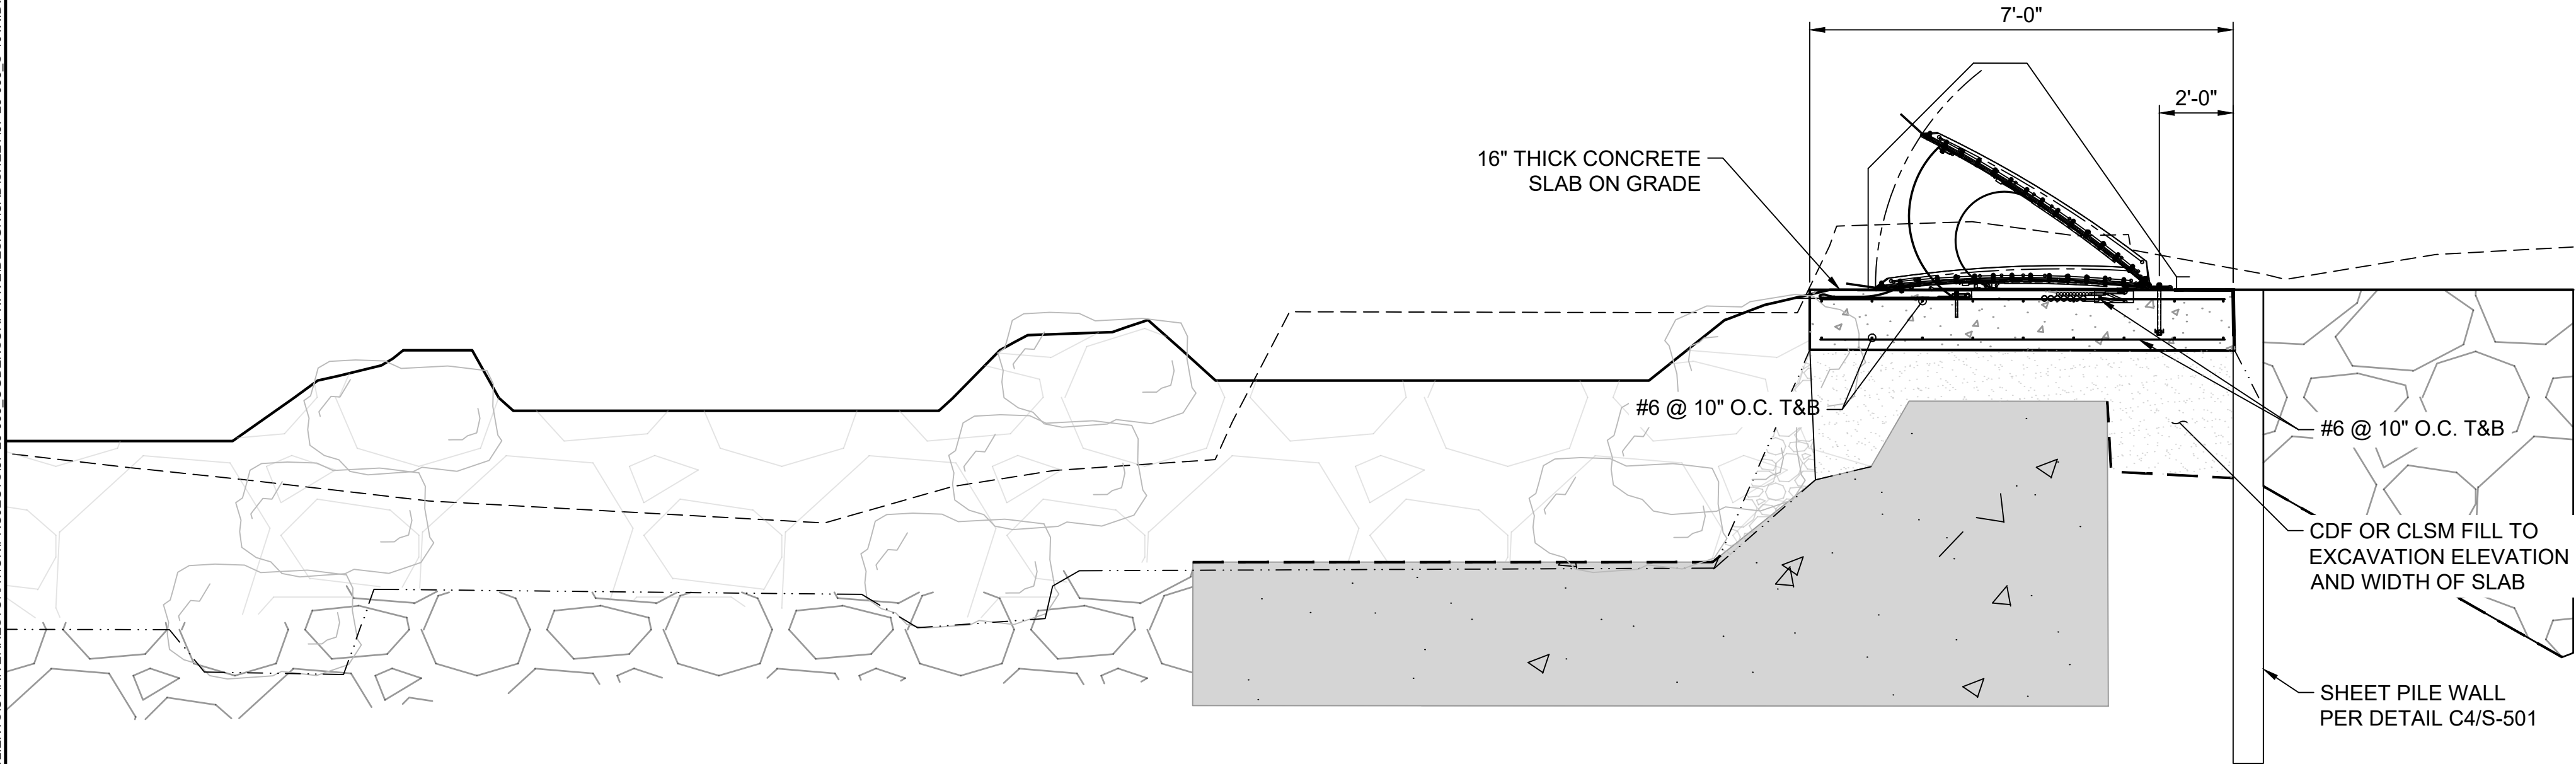 7'-0"
2'-0"
16" THICK CONCRETE
SLAB ON GRADE
#6 @ 10" O.C. T&B
#6 @ 10" O.C. T&B
CDF OR CLSM FILL TO
EXCAVATION ELEVATION
AND WIDTH OF SLAB
SHEET PILE WALL
PER DETAIL C4/S-501